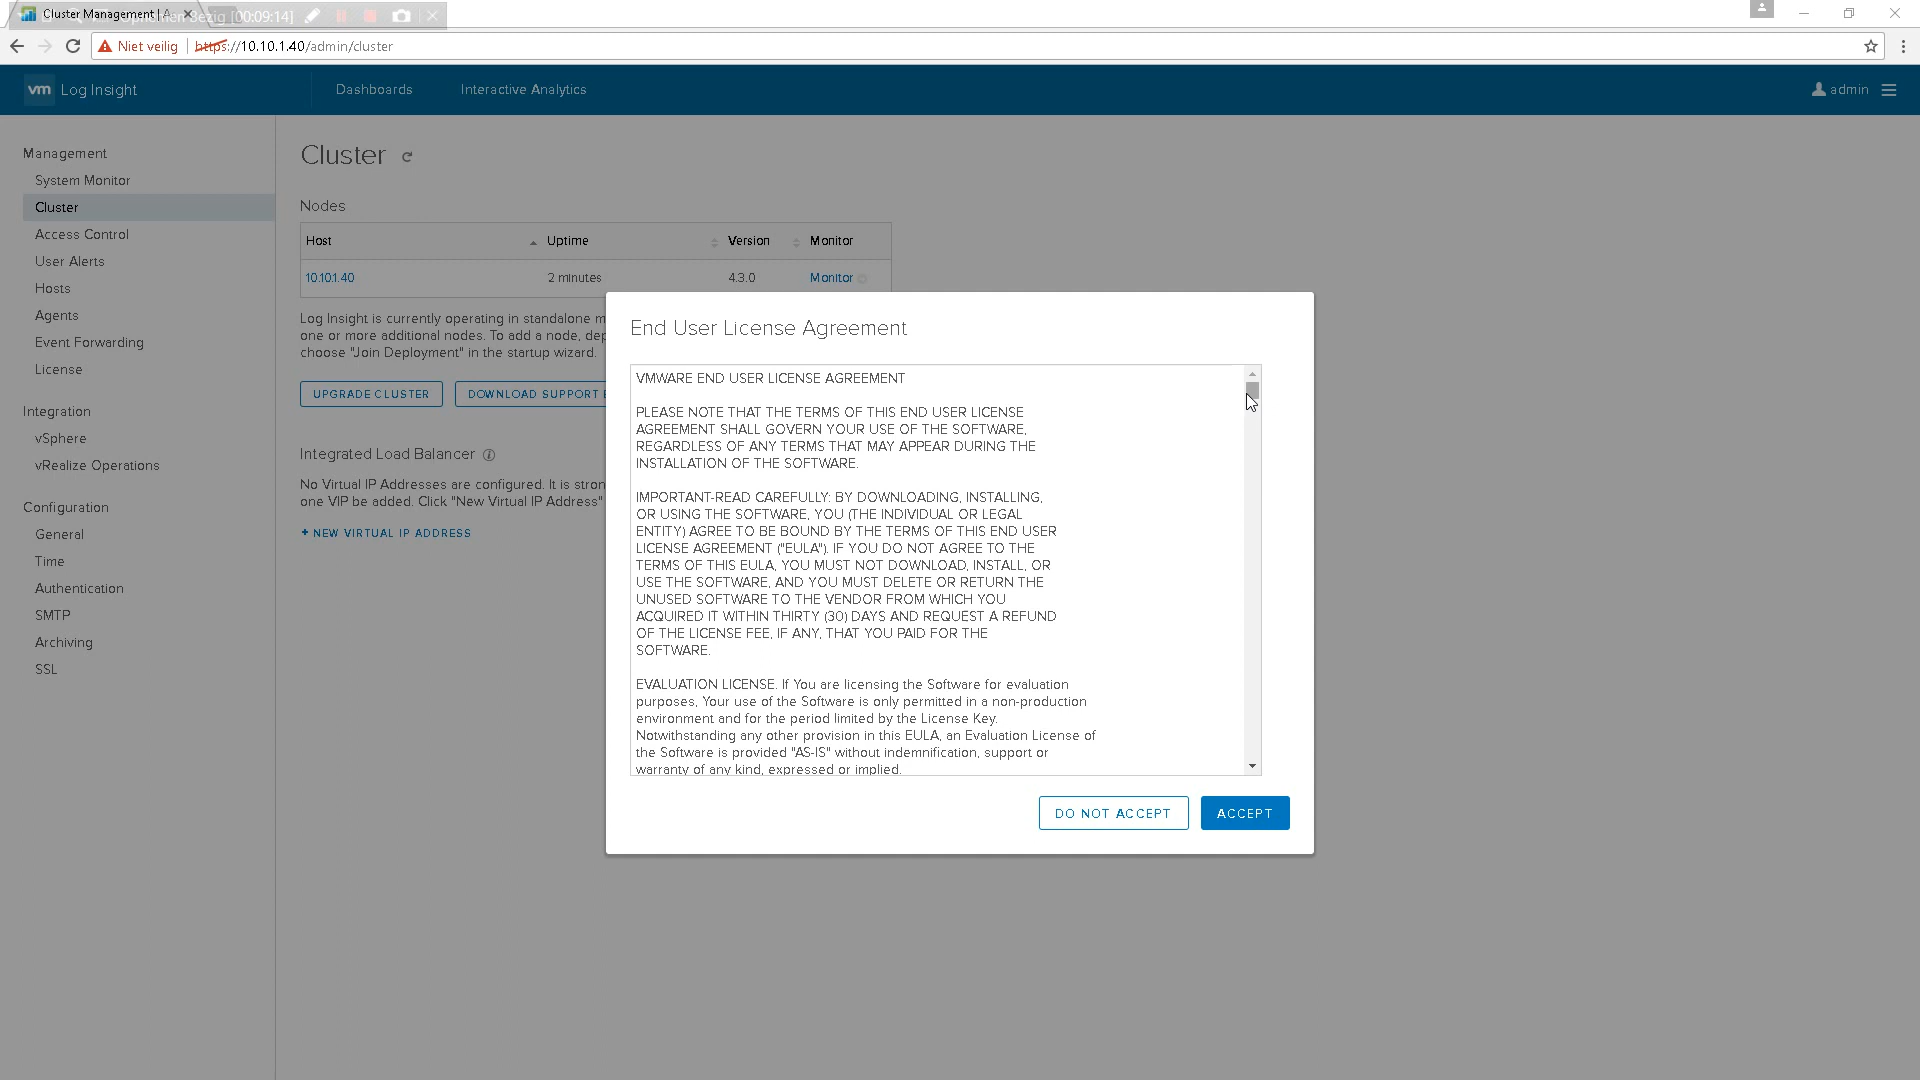 Cluster Management | A
Opnemen Bezig [00:09:14]
Niet veilig https://10.10.1.40/admin/cluster
vm Log Insight Dashboards Interactive Analytics admin
Management
System Monitor
Cluster
Access Control
User Alerts
Hosts
Agents
Event Forwarding
License
Integration
vSphere
vRealize Operations
Configuration
General
Time
Authentication
SMTP
Archiving
SSL
Cluster
Nodes
Host Uptime Version Monitor
10.10.1.40 2 minutes 4.3.0 Monitor
Log Insight is currently operating in standalone m
one or more additional nodes. To add a node, dep
choose "Join Deployment" in the startup wizard.
UPGRADE CLUSTER DOWNLOAD SUPPORT
Integrated Load Balancer
No Virtual IP Addresses are configured. It is stron
one VIP be added. Click "New Virtual IP Address"
+ NEW VIRTUAL IP ADDRESS
End User License Agreement
VMWARE END USER LICENSE AGREEMENT
PLEASE NOTE THAT THE TERMS OF THIS END USER LICENSE
AGREEMENT SHALL GOVERN YOUR USE OF THE SOFTWARE,
REGARDLESS OF ANY TERMS THAT MAY APPEAR DURING THE
INSTALLATION OF THE SOFTWARE.
IMPORTANT-READ CAREFULLY: BY DOWNLOADING, INSTALLING,
OR USING THE SOFTWARE, YOU (THE INDIVIDUAL OR LEGAL
ENTITY) AGREE TO BE BOUND BY THE TERMS OF THIS END USER
LICENSE AGREEMENT ("EULA"). IF YOU DO NOT AGREE TO THE
TERMS OF THIS EULA, YOU MUST NOT DOWNLOAD, INSTALL, OR
USE THE SOFTWARE, AND YOU MUST DELETE OR RETURN THE
UNUSED SOFTWARE TO THE VENDOR FROM WHICH YOU
ACQUIRED IT WITHIN THIRTY (30) DAYS AND REQUEST A REFUND
OF THE LICENSE FEE, IF ANY, THAT YOU PAID FOR THE
SOFTWARE.
EVALUATION LICENSE. If You are licensing the Software for evaluation
purposes, Your use of the Software is only permitted in a non-production
environment and for the period limited by the License Key.
Notwithstanding any other provision in this EULA, an Evaluation License of
the Software is provided "AS-IS" without indemnification, support or
warranty of any kind, expressed or implied.
DO NOT ACCEPT ACCEPT